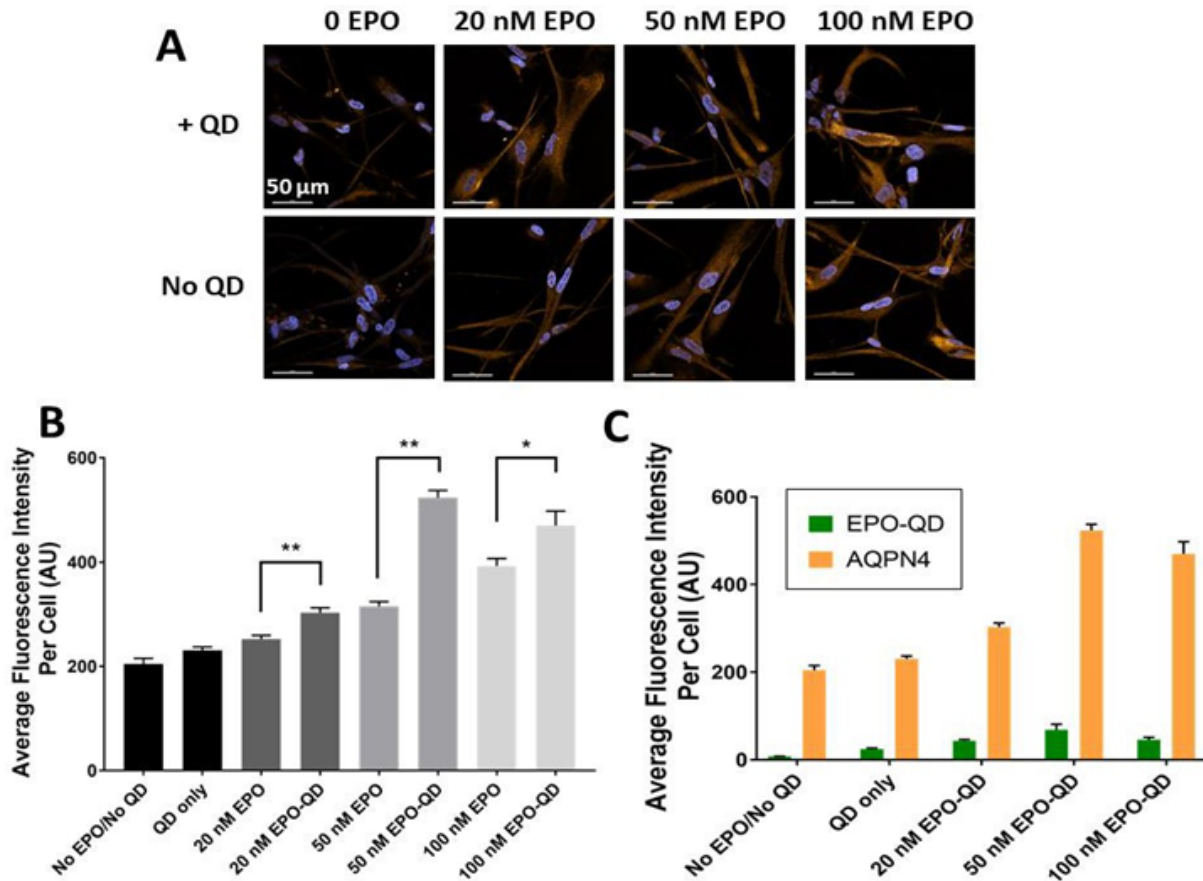 A
0 EPO
20 nM EPO
50 nM EPO
100 nM EPO
+ QD
50 µm
No QD
B
Average Fluorescence Intensity
Per Cell (AU)
600
400
200
0
**
**
*
No EPO/No QD
QD only
20 nM EPO
20 nM EPO-QD
50 nM EPO
50 nM EPO-QD
100 nM EPO
100 nM EPO-QD
C
Average Fluorescence Intensity
Per Cell (AU)
600
400
200
0
EPO-QD
AQPN4
No EPO/No QD
QD only
20 nM EPO-QD
50 nM EPO-QD
100 nM EPO-QD